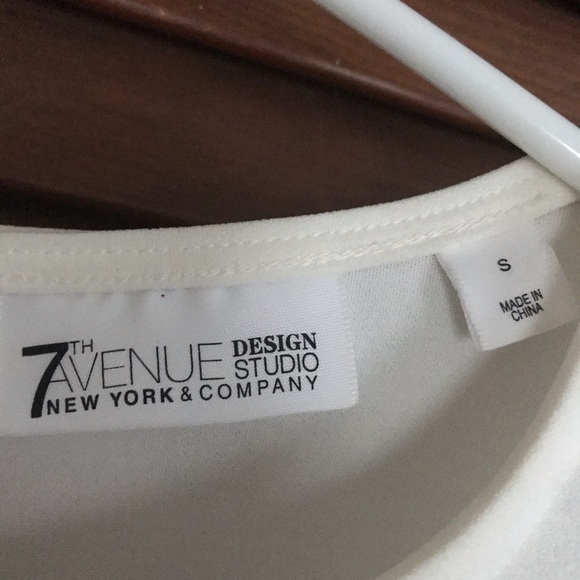 7TH AVENUE DESIGN STUDIO
NEW YORK & COMPANY
S
MADE IN
CHINA